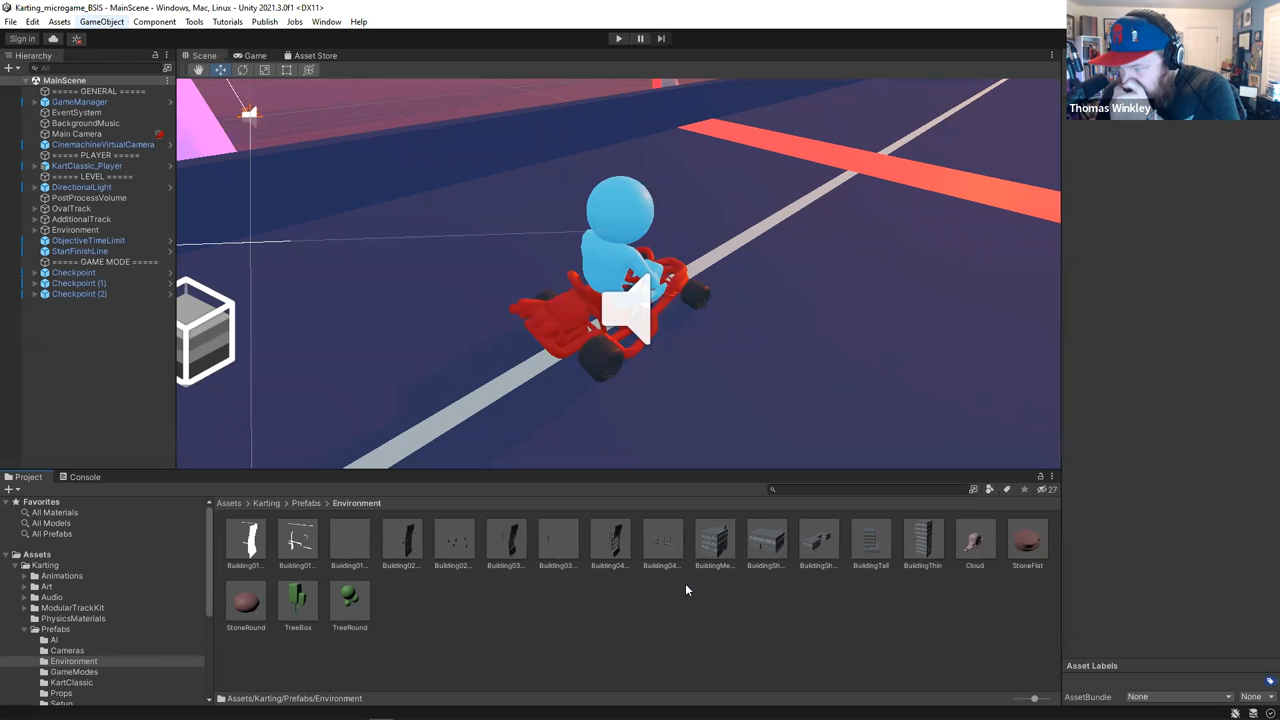 Karting_microgame_BSIS - MainScene - Windows, Mac, Linux - Unity 2021.3.0f1 <DX11>
File Edit Assets GameObject Component Tools Tutorials Publish Jobs Window Help
Sign in
Hierarchy
Scene Game Asset Store
All
MainScene
===== GENERAL =====
GameManager
EventSystem
BackgroundMusic
Main Camera
CinemachineVirtualCamera
===== PLAYER =====
KartClassic_Player
===== LEVEL =====
DirectionalLight
PostProcessVolume
OvalTrack
AdditionalTrack
Environment
ObjectiveTimeLimit
StartFinishLine
===== GAME MODE =====
Checkpoint
Checkpoint (1)
Checkpoint (2)
Thomas Winkley
Project Console
27
Favorites
All Materials
All Models
All Prefabs
Assets
Karting
Animations
Art
Audio
ModularTrackKit
PhysicsMaterials
Prefabs
AI
Cameras
Environment
GameModes
KartClassic
Props
Setup
Assets > Karting > Prefabs > Environment
Building01... Building01... Building01... Building02... Building02... Building03... Building03... Building04... Building04... BuildingMe... BuildingSh... BuildingSh... BuildingTall BuildingThin Cloud StoneFlat
StoneRound TreeBox TreeRound
Assets/Karting/Prefabs/Environment
Asset Labels
AssetBundle None None